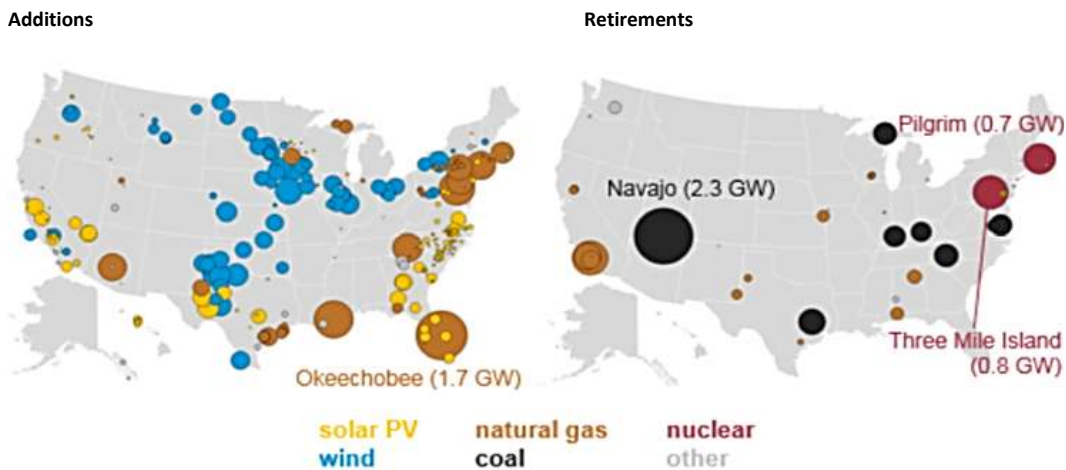 Additions
Retirements
Pilgrim (0.7 GW)
Navajo (2.3 GW)
Okeechobee (1.7 GW)
Three Mile Island
(0.8 GW)
solar PV natural gas nuclear
wind coal other